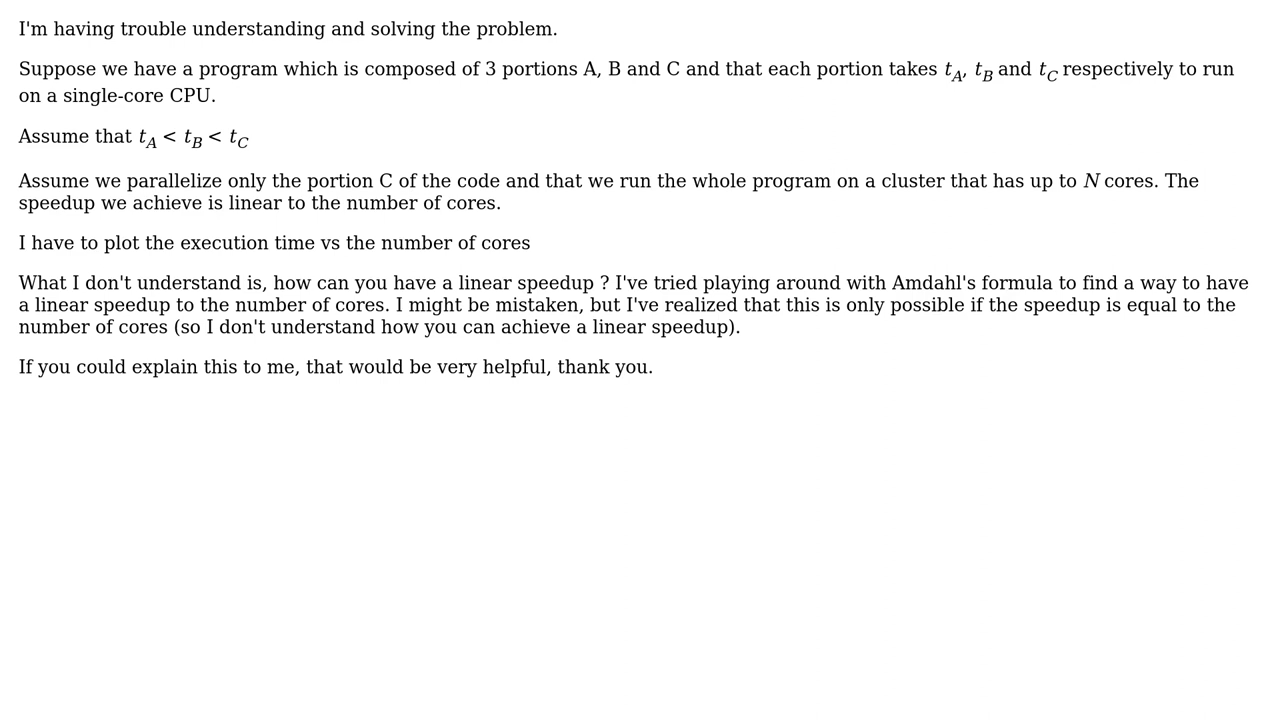 I'm having trouble understanding and solving the problem.
Suppose we have a program which is composed of 3 portions A, B and C and that each portion takes t_A, t_B and t_C respectively to run
on a single-core CPU.
Assume that t_A < t_B < t_C
Assume we parallelize only the portion C of the code and that we run the whole program on a cluster that has up to N cores. The
speedup we achieve is linear to the number of cores.
I have to plot the execution time vs the number of cores
What I don't understand is, how can you have a linear speedup ? I've tried playing around with Amdahl's formula to find a way to have
a linear speedup to the number of cores. I might be mistaken, but I've realized that this is only possible if the speedup is equal to the
number of cores (so I don't understand how you can achieve a linear speedup).
If you could explain this to me, that would be very helpful, thank you.